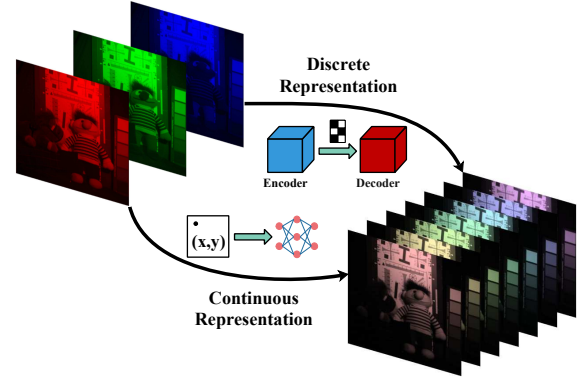 Discrete
Representation
Encoder
Decoder
(x,y)
Continuous
Representation